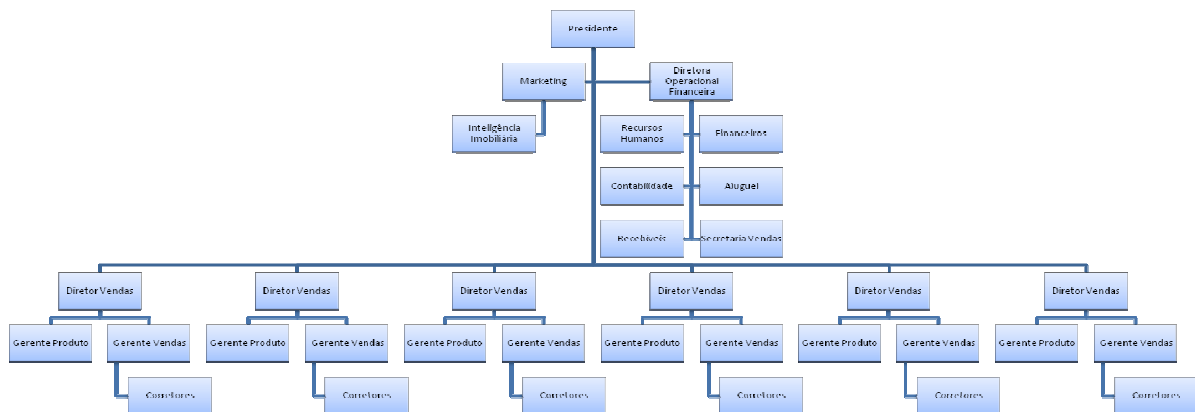 Presidente
Marketing
Diretora
Operacional
Financeira
Inteligência
Imobiliária
Recursos
Humanos
Financeiros
Contabilidade
Aluguel
Recebíveis
Secretaria Vendas
Diretor Vendas
Diretor Vendas
Diretor Vendas
Diretor Vendas
Diretor Vendas
Diretor Vendas
Gerente Produto
Gerente Vendas
Gerente Produto
Gerente Vendas
Gerente Produto
Gerente Vendas
Gerente Produto
Gerente Vendas
Gerente Produto
Gerente Vendas
Gerente Produto
Gerente Vendas
Corretores
Corretores
Corretores
Corretores
Corretores
Corretores